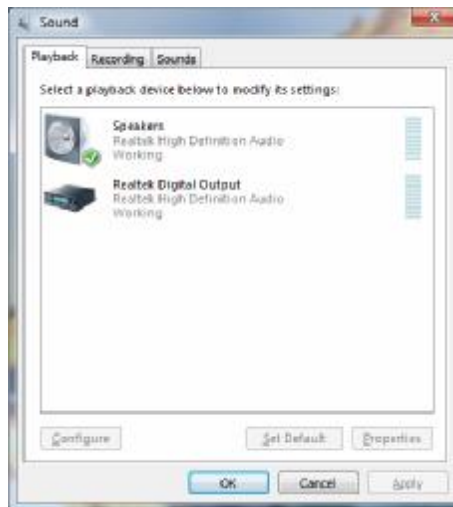 Sound
Playback Recording Sounds
Select a playback device below to modify its settings:
Speakers
Realtek High Definition Audio
Working
Realtek Digital Output
Realtek High Definition Audio
Working
Configure Set Default Properties
OK Cancel Apply